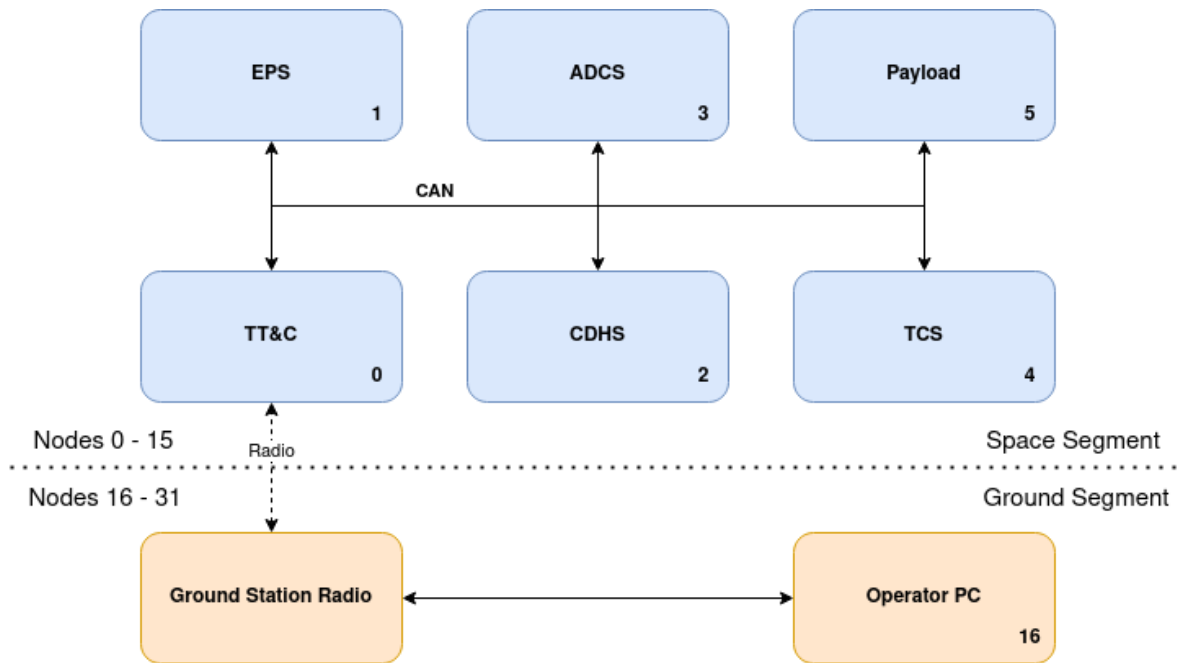 EPS
1
ADCS
3
Payload
5
CAN
TT&C
0
CDHS
2
TCS
4
Nodes 0 - 15
Radio
Space Segment
Nodes 16 - 31
Ground Segment
Ground Station Radio
Operator PC
16